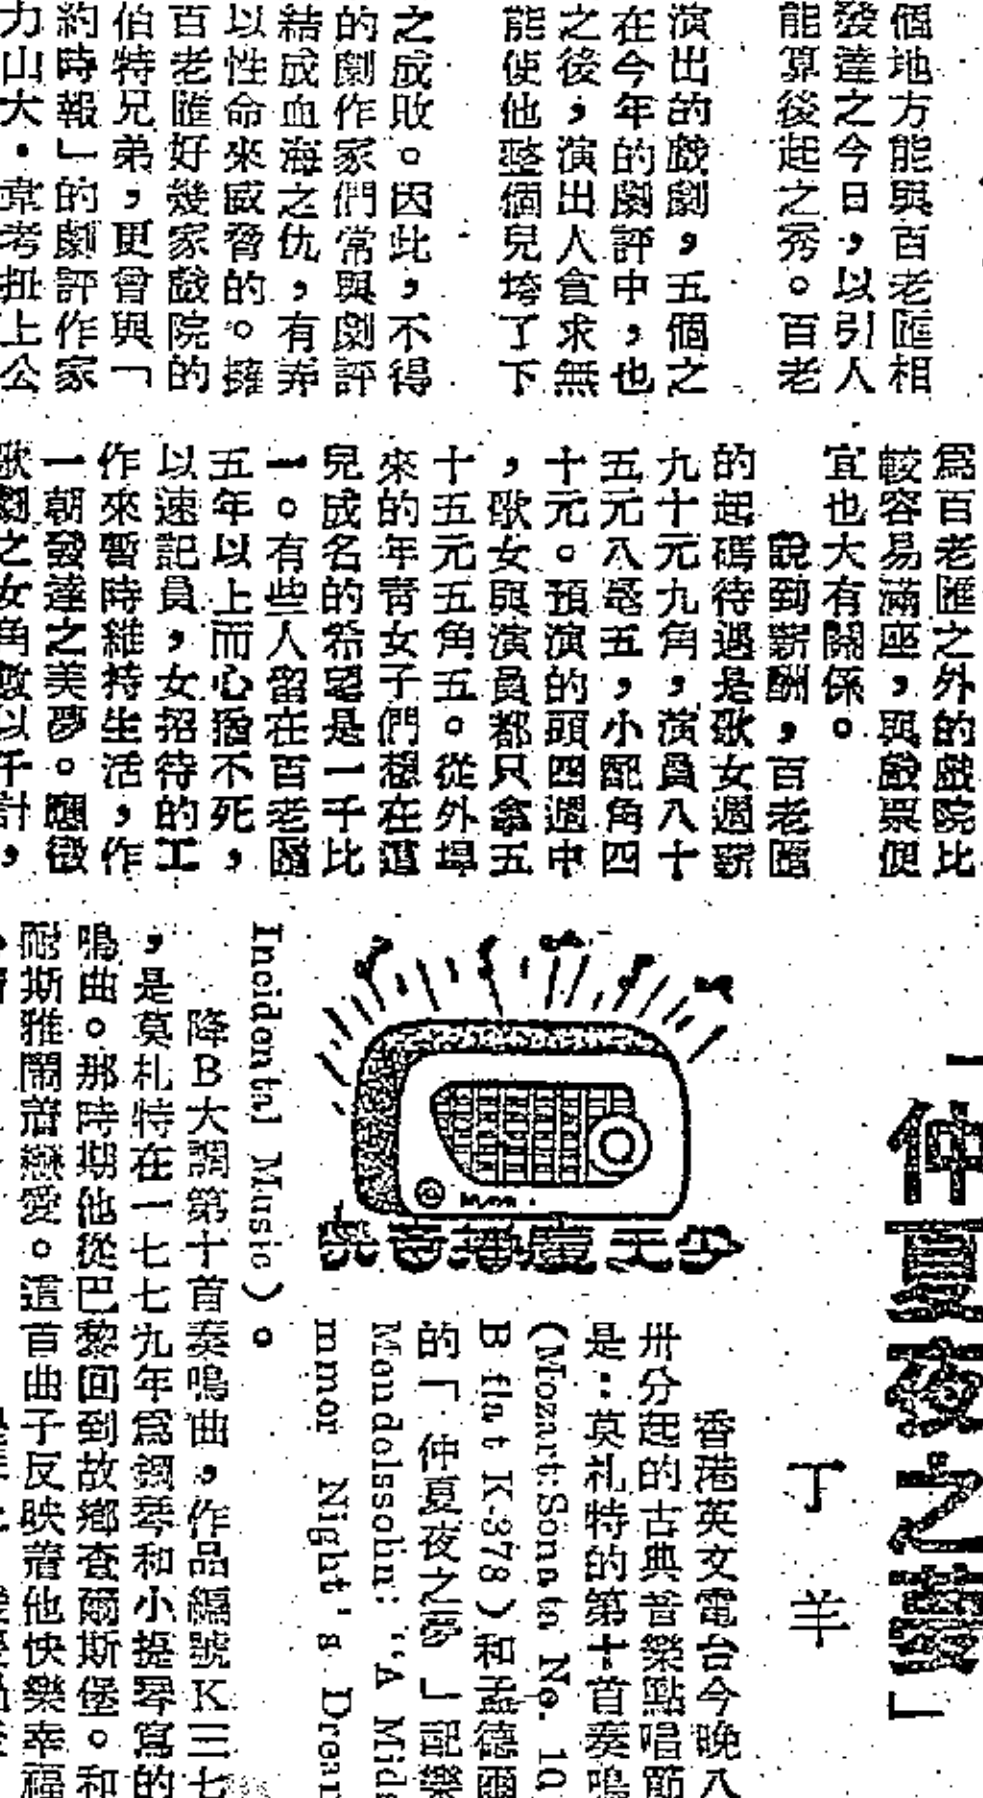 個地方能與百老匯相
發達之今日，以引人
能算後起之秀。百老
演出的戲劇，五個之
在今年的劇評中，也
之後，演出人貪求無
能使他整個兒垮了下
之成敗。因此，不得
的劇作家們常與劇評
結成血海之仇，有弄
以性命來威脅的。擁
百老匯好幾家戲院的
伯特兄弟，更曾與「
約時報」的劇評作家
力山大・韋考扭上公
爲百老匯之外的戲院比
較容易滿座，與戲票便
宜也大有關係。
說到薪酬，百老匯
的起碼待遇是歌女週薪
九十元九角，演員八十
五元八毫五，小配角四
十元。預演的頭四週中
，歌女與演員都只拿五
十五元五角五。從外埠
來的年靑女子們想在這
兒成名的希望是一千比
一。有些人留在百老匯
五年以上而心猶不死，
以速記員，女招待的工
作來暫時維持生活，作
一朝發達之美夢。應徵
歌劇之女角數以千計，
「仲夏夜之夢」
丁羊
香港英文電台今晚八
卅分起的古典音樂點唱節
是：莫札特的第十首奏鳴
(Mozart:Sonata No. 10
B flat K-378)和孟德爾
的「仲夏夜之夢」配樂
Mendelssohn: "A Mids
mmer Night's Dream
Incidental Music)。
降B大調第十首奏鳴曲，作品編號K三七
，是莫札特在一七七九年爲鋼琴和小提琴寫的
鳴曲。那時期他從巴黎回到故鄉查爾斯堡。和
耐斯雅鬧着戀愛。這首曲子反映着他快樂幸福